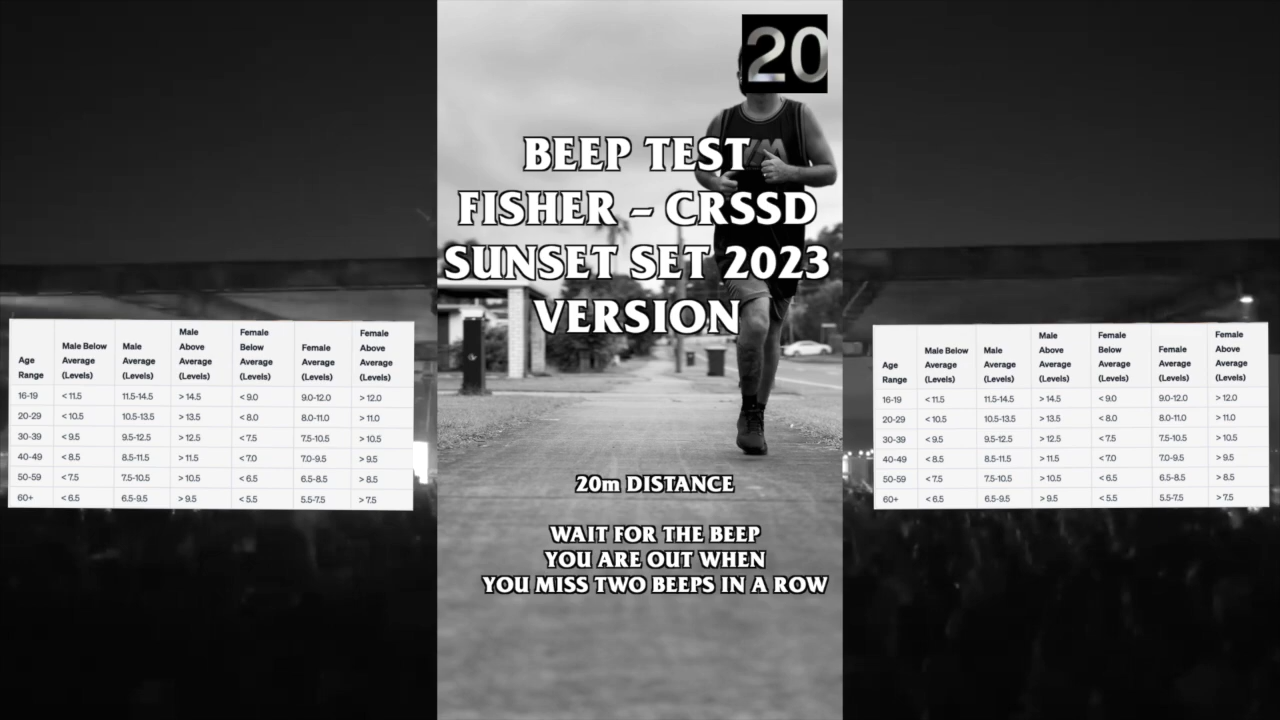 20
BEEP TEST
FISHER – CRSSD
SUNSET SET 2023
VERSION
Age Range Male Below Average (Levels) Male Average (Levels) Male Above Average (Levels) Female Below Average (Levels) Female Average (Levels) Female Above Average (Levels)
16-19 < 11.5 11.5-14.5 > 14.5 < 9.0 9.0-12.0 > 12.0
20-29 < 10.5 10.5-13.5 > 13.5 < 8.0 8.0-11.0 > 11.0
30-39 < 9.5 9.5-12.5 > 12.5 < 7.5 7.5-10.5 > 10.5
40-49 < 8.5 8.5-11.5 > 11.5 < 7.0 7.0-9.5 > 9.5
50-59 < 7.5 7.5-10.5 > 10.5 < 6.5 6.5-8.5 > 8.5
60+ < 6.5 6.5-9.5 > 9.5 < 5.5 5.5-7.5 > 7.5
Age Range Male Below Average (Levels) Male Average (Levels) Male Above Average (Levels) Female Below Average (Levels) Female Average (Levels) Female Above Average (Levels)
16-19 < 11.5 11.5-14.5 > 14.5 < 9.0 9.0-12.0 > 12.0
20-29 < 10.5 10.5-13.5 > 13.5 < 8.0 8.0-11.0 > 11.0
30-39 < 9.5 9.5-12.5 > 12.5 < 7.5 7.5-10.5 > 10.5
40-49 < 8.5 8.5-11.5 > 11.5 < 7.0 7.0-9.5 > 9.5
50-59 < 7.5 7.5-10.5 > 10.5 < 6.5 6.5-8.5 > 8.5
60+ < 6.5 6.5-9.5 > 9.5 < 5.5 5.5-7.5 > 7.5
20m DISTANCE
WAIT FOR THE BEEP
YOU ARE OUT WHEN
YOU MISS TWO BEEPS IN A ROW